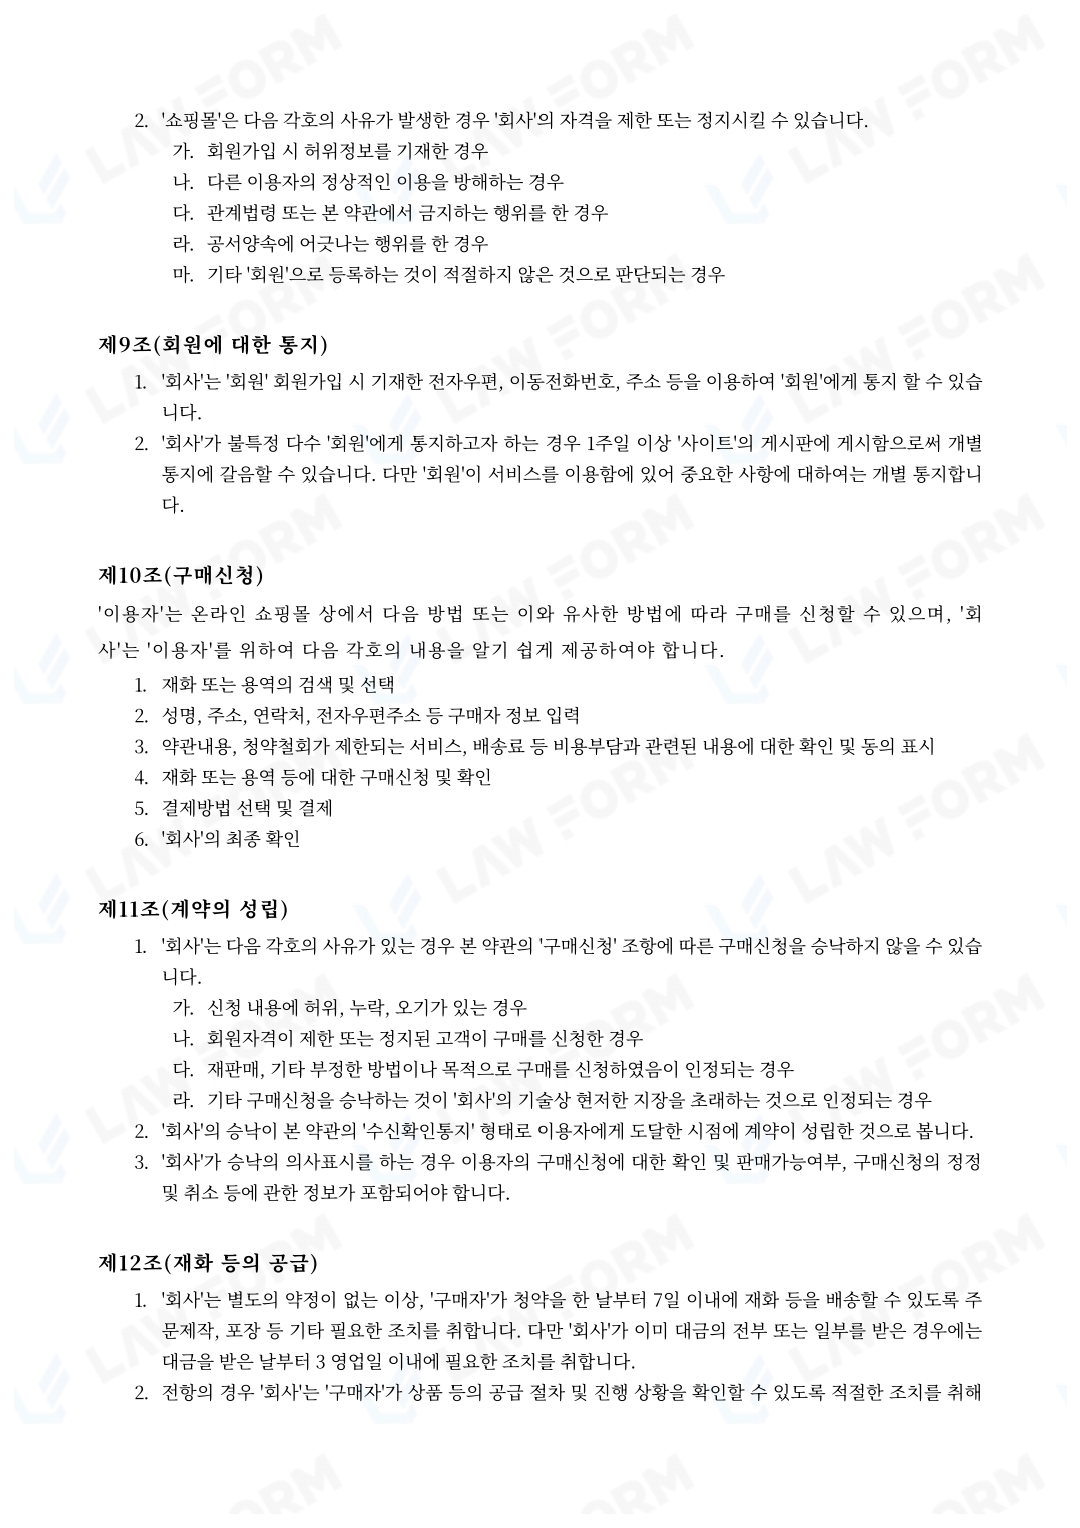 2. '쇼핑몰'은 다음 각호의 사유가 발생한 경우 '회사'의 자격을 제한 또는 정지시킬 수 있습니다.
가. 회원가입 시 허위정보를 기재한 경우
나. 다른 이용자의 정상적인 이용을 방해하는 경우
다. 관계법령 또는 본 약관에서 금지하는 행위를 한 경우
라. 공서양속에 어긋나는 행위를 한 경우
마. 기타 '회원'으로 등록하는 것이 적절하지 않은 것으로 판단되는 경우
제9조(회원에 대한 통지)
1. '회사'는 '회원' 회원가입 시 기재한 전자우편, 이동전화번호, 주소 등을 이용하여 '회원'에게 통지 할 수 있습
니다.
2. '회사'가 불특정 다수 '회원'에게 통지하고자 하는 경우 1주일 이상 '사이트'의 게시판에 게시함으로써 개별
통지에 갈음할 수 있습니다. 다만 '회원'이 서비스를 이용함에 있어 중요한 사항에 대하여는 개별 통지합니
다.
제10조(구매신청)
'이용자'는 온라인 쇼핑몰 상에서 다음 방법 또는 이와 유사한 방법에 따라 구매를 신청할 수 있으며, '회
사'는 '이용자'를 위하여 다음 각호의 내용을 알기 쉽게 제공하여야 합니다.
1. 재화 또는 용역의 검색 및 선택
2. 성명, 주소, 연락처, 전자우편주소 등 구매자 정보 입력
3. 약관내용, 청약철회가 제한되는 서비스, 배송료 등 비용부담과 관련된 내용에 대한 확인 및 동의 표시
4. 재화 또는 용역 등에 대한 구매신청 및 확인
5. 결제방법 선택 및 결제
6. '회사'의 최종 확인
제11조(계약의 성립)
1. '회사'는 다음 각호의 사유가 있는 경우 본 약관의 '구매신청' 조항에 따른 구매신청을 승낙하지 않을 수 있습
니다.
가. 신청 내용에 허위, 누락, 오기가 있는 경우
나. 회원자격이 제한 또는 정지된 고객이 구매를 신청한 경우
다. 재판매, 기타 부정한 방법이나 목적으로 구매를 신청하였음이 인정되는 경우
라. 기타 구매신청을 승낙하는 것이 '회사'의 기술상 현저한 지장을 초래하는 것으로 인정되는 경우
2. '회사'의 승낙이 본 약관의 '수신확인통지' 형태로 이용자에게 도달한 시점에 계약이 성립한 것으로 봅니다.
3. '회사'가 승낙의 의사표시를 하는 경우 이용자의 구매신청에 대한 확인 및 판매가능여부, 구매신청의 정정
및 취소 등에 관한 정보가 포함되어야 합니다.
제12조(재화 등의 공급)
1. '회사'는 별도의 약정이 없는 이상, '구매자'가 청약을 한 날부터 7일 이내에 재화 등을 배송할 수 있도록 주
문제작, 포장 등 기타 필요한 조치를 취합니다. 다만 '회사'가 이미 대금의 전부 또는 일부를 받은 경우에는
대금을 받은 날부터 3 영업일 이내에 필요한 조치를 취합니다.
2. 전항의 경우 '회사'는 '구매자'가 상품 등의 공급 절차 및 진행 상황을 확인할 수 있도록 적절한 조치를 취해